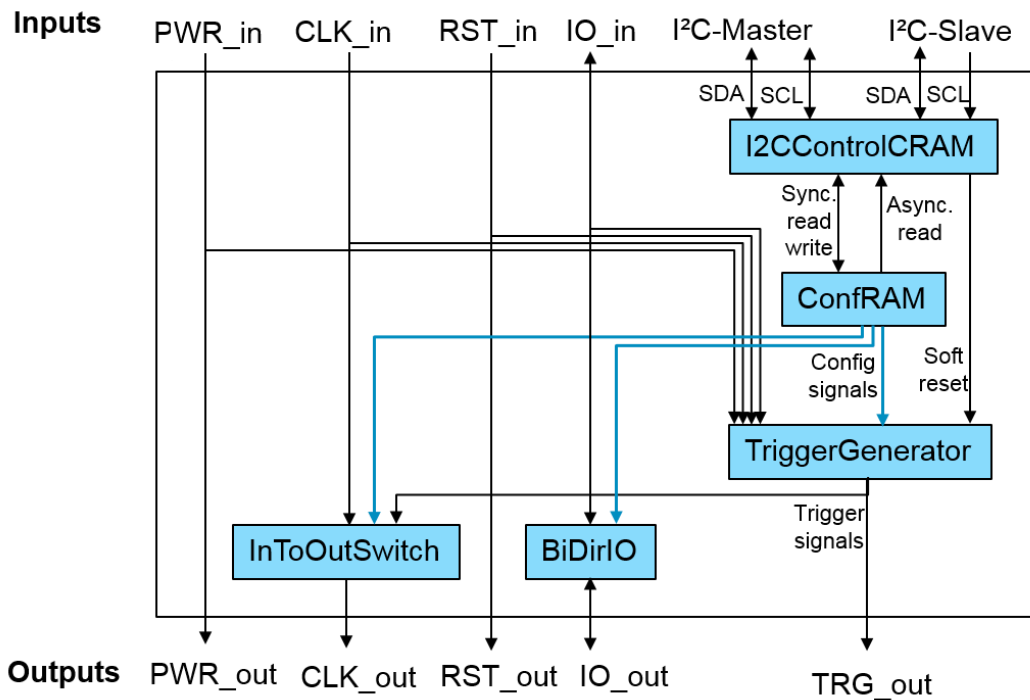 Inputs
PWR_in CLK_in RST_in IO_in I²C-Master I²C-Slave
SDA SCL SDA SCL
I2CControlCRAM
Sync.
read
write
Async.
read
ConfRAM
Config
signals
Soft
reset
TriggerGenerator
Trigger
signals
InToOutSwitch BiDirIO
Outputs PWR_out CLK_out RST_out IO_out TRG_out